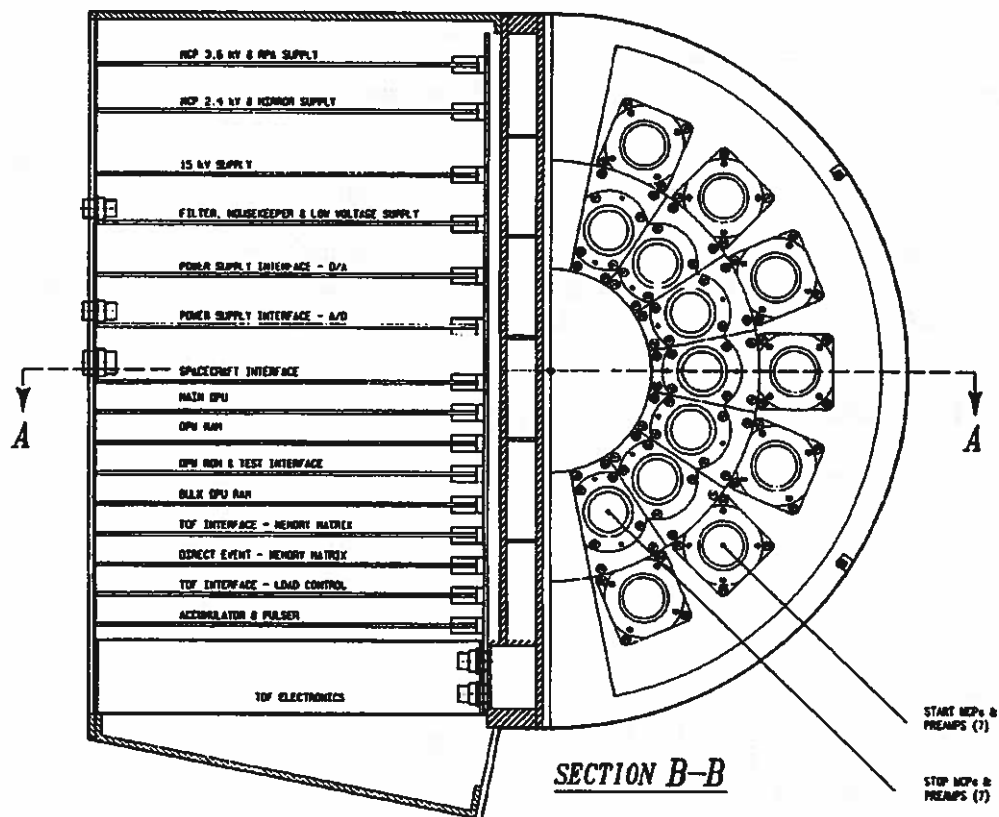 MCP 3.6 kV & RPA SUPPLY
MCP 2.4 kV & MIRROR SUPPLY
15 kV SUPPLY
FILTER, HOUSEKEEPER & LOW VOLTAGE SUPPLY
POWER SUPPLY INTERFACE - D/A
POWER SUPPLY INTERFACE - A/D
SPACECRAFT INTERFACE
MAIN DPU
DPU RAM
DPU ROM & TEST INTERFACE
BULK DPU RAM
TOF INTERFACE - MEMORY MATRIX
DIRECT EVENT - MEMORY MATRIX
TOF INTERFACE - LOAD CONTROL
ACCUMULATOR & PULSER
TOF ELECTRONICS
A
A
START MCPs &
PREAMPS (7)
STOP MCPs &
PREAMPS (7)
SECTION B-B